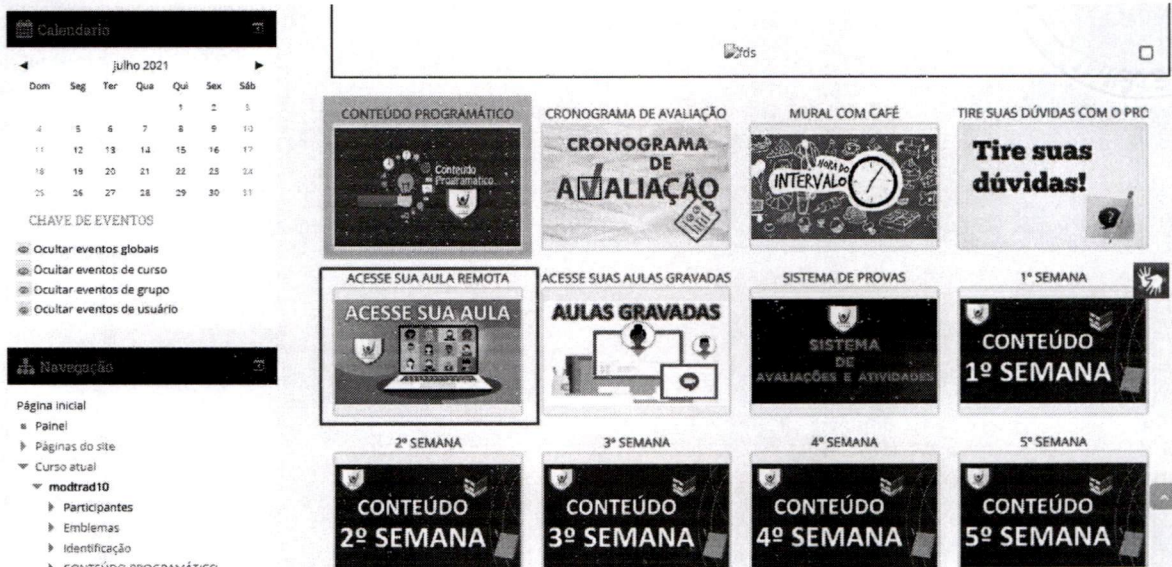 Calendario
julho 2021
Dom Seg Ter Qua Qui Sex Sáb
1 2 3
4 5 6 7 8 9 10
11 12 13 14 15 16 17
18 19 20 21 22 23 24
25 26 27 28 29 30 31
CHAVE DE EVENTOS
Ocultar eventos globais
Ocultar eventos de curso
Ocultar eventos de grupo
Ocultar eventos de usuário
Navegação
Página inicial
Painel
Páginas do site
Curso atual
modtrad10
Participantes
Emblemas
Identificação
CONTEÚDO PROGRAMÁTICO
fds
CONTEÚDO PROGRAMÁTICO
Conteúdo
Programatico
CRONOGRAMA DE AVALIAÇÃO
CRONOGRAMA
DE
AVALIAÇÃO
MURAL COM CAFÉ
HORA DO
INTERVALO
TIRE SUAS DÚVIDAS COM O PRO
Tire suas
dúvidas!
ACESSE SUA AULA REMOTA
ACESSE SUA AULA
ACESSE SUAS AULAS GRAVADAS
AULAS GRAVADAS
SISTEMA DE PROVAS
SISTEMA
DE
AVALIAÇÕES E ATIVIDADES
1ª SEMANA
CONTEÚDO
1º SEMANA
2ª SEMANA
CONTEÚDO
2º SEMANA
3ª SEMANA
CONTEÚDO
3º SEMANA
4ª SEMANA
CONTEÚDO
4º SEMANA
5ª SEMANA
CONTEÚDO
5º SEMANA